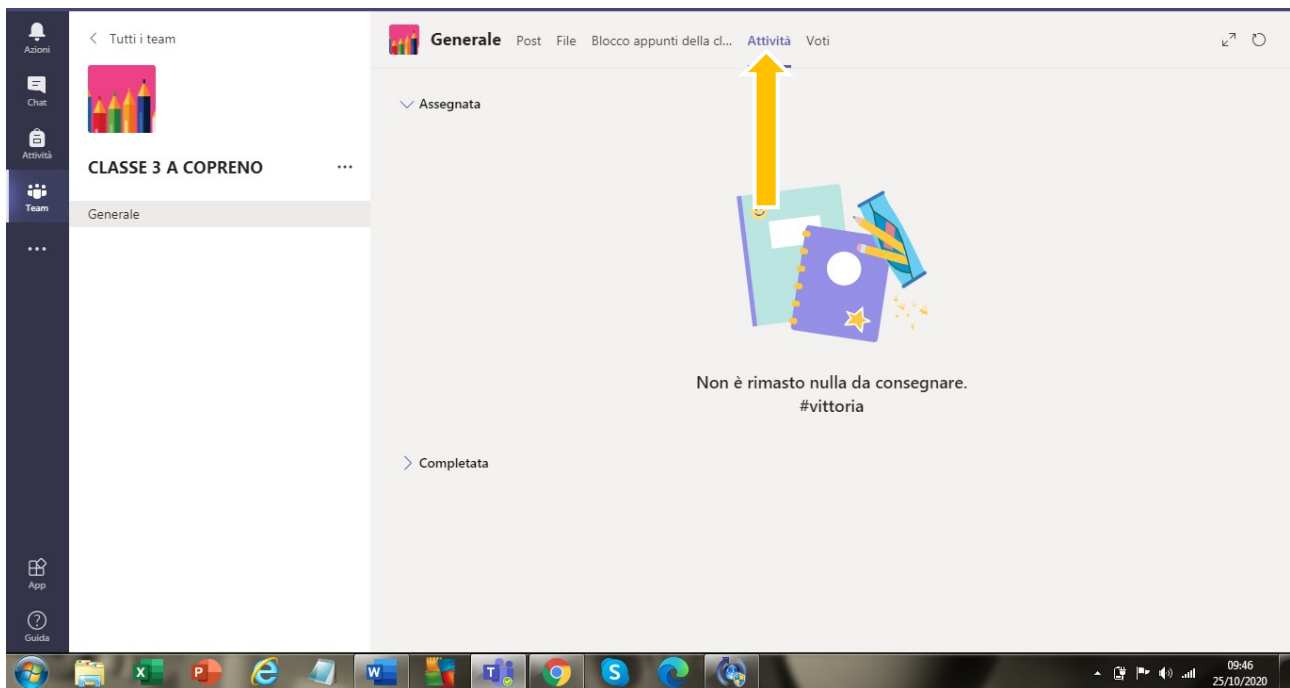 Azioni
Chat
Attività
Team
App
Guida
Tutti i team
CLASSE 3 A COPRENO
Generale
Generale Post File Blocco appunti della cl... Attività Voti
Assegnata
Non è rimasto nulla da consegnare.
#vittoria
Completata
09:46
25/10/2020